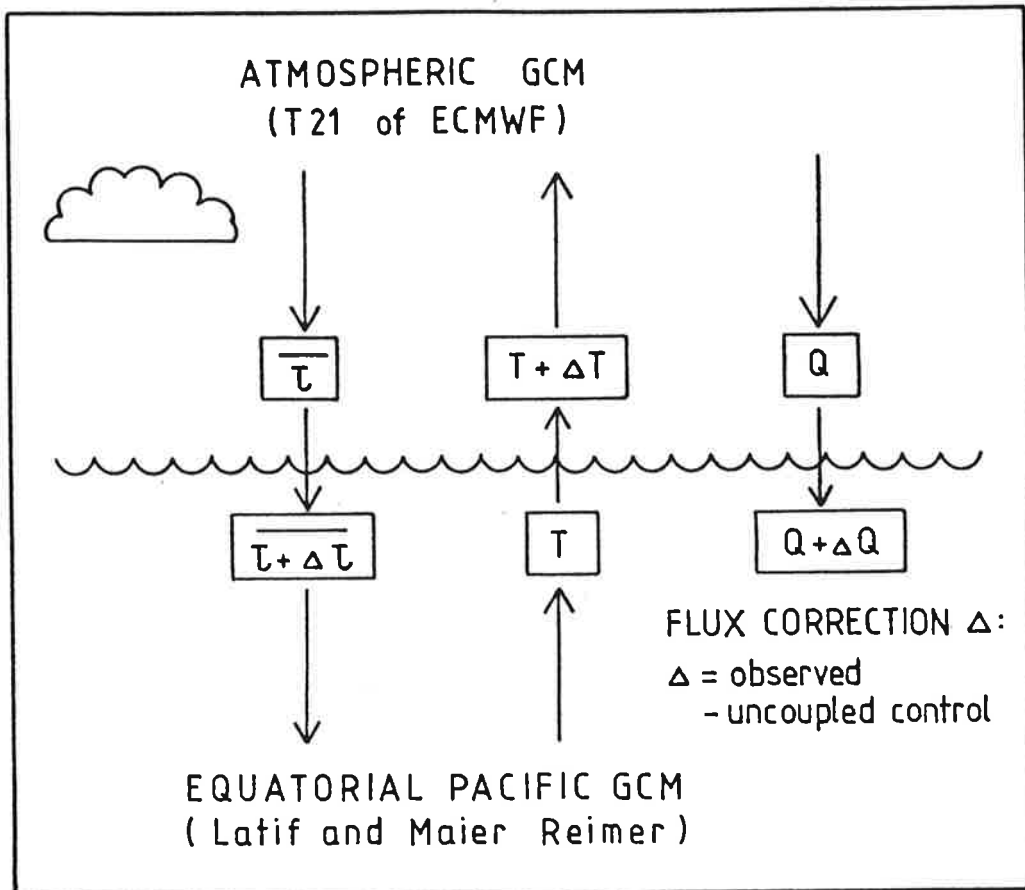 ATMOSPHERIC GCM
(T21 of ECMWF)
τ̅
T + ΔT
Q
τ + Δτ
T
Q + ΔQ
FLUX CORRECTION Δ:
Δ = observed
- uncoupled control
EQUATORIAL PACIFIC GCM
(Latif and Maier Reimer)